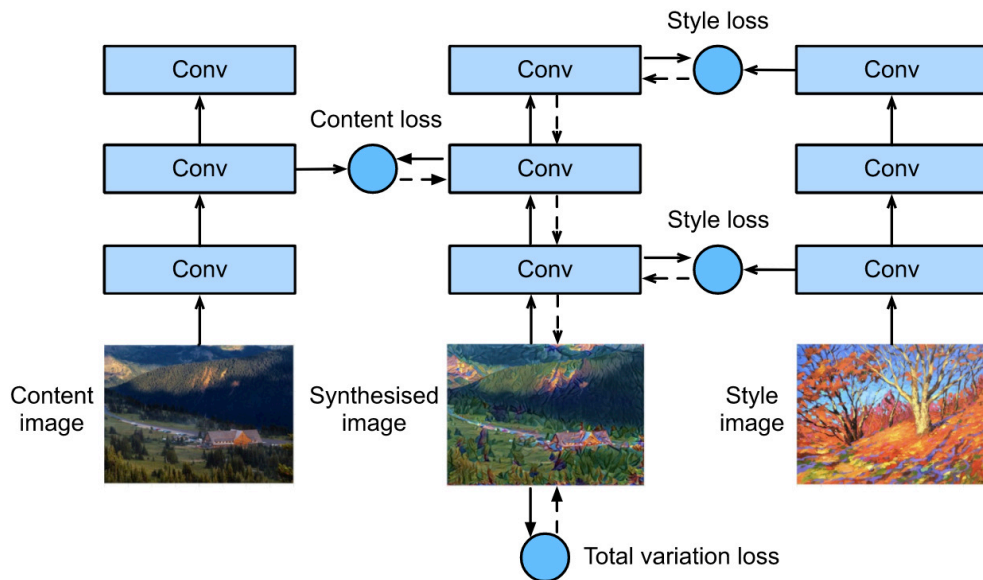 Style loss
Conv
Conv
Conv
Content loss
Conv
Conv
Conv
Style loss
Conv
Conv
Conv
Content
image
Synthesised
image
Style
image
Total variation loss